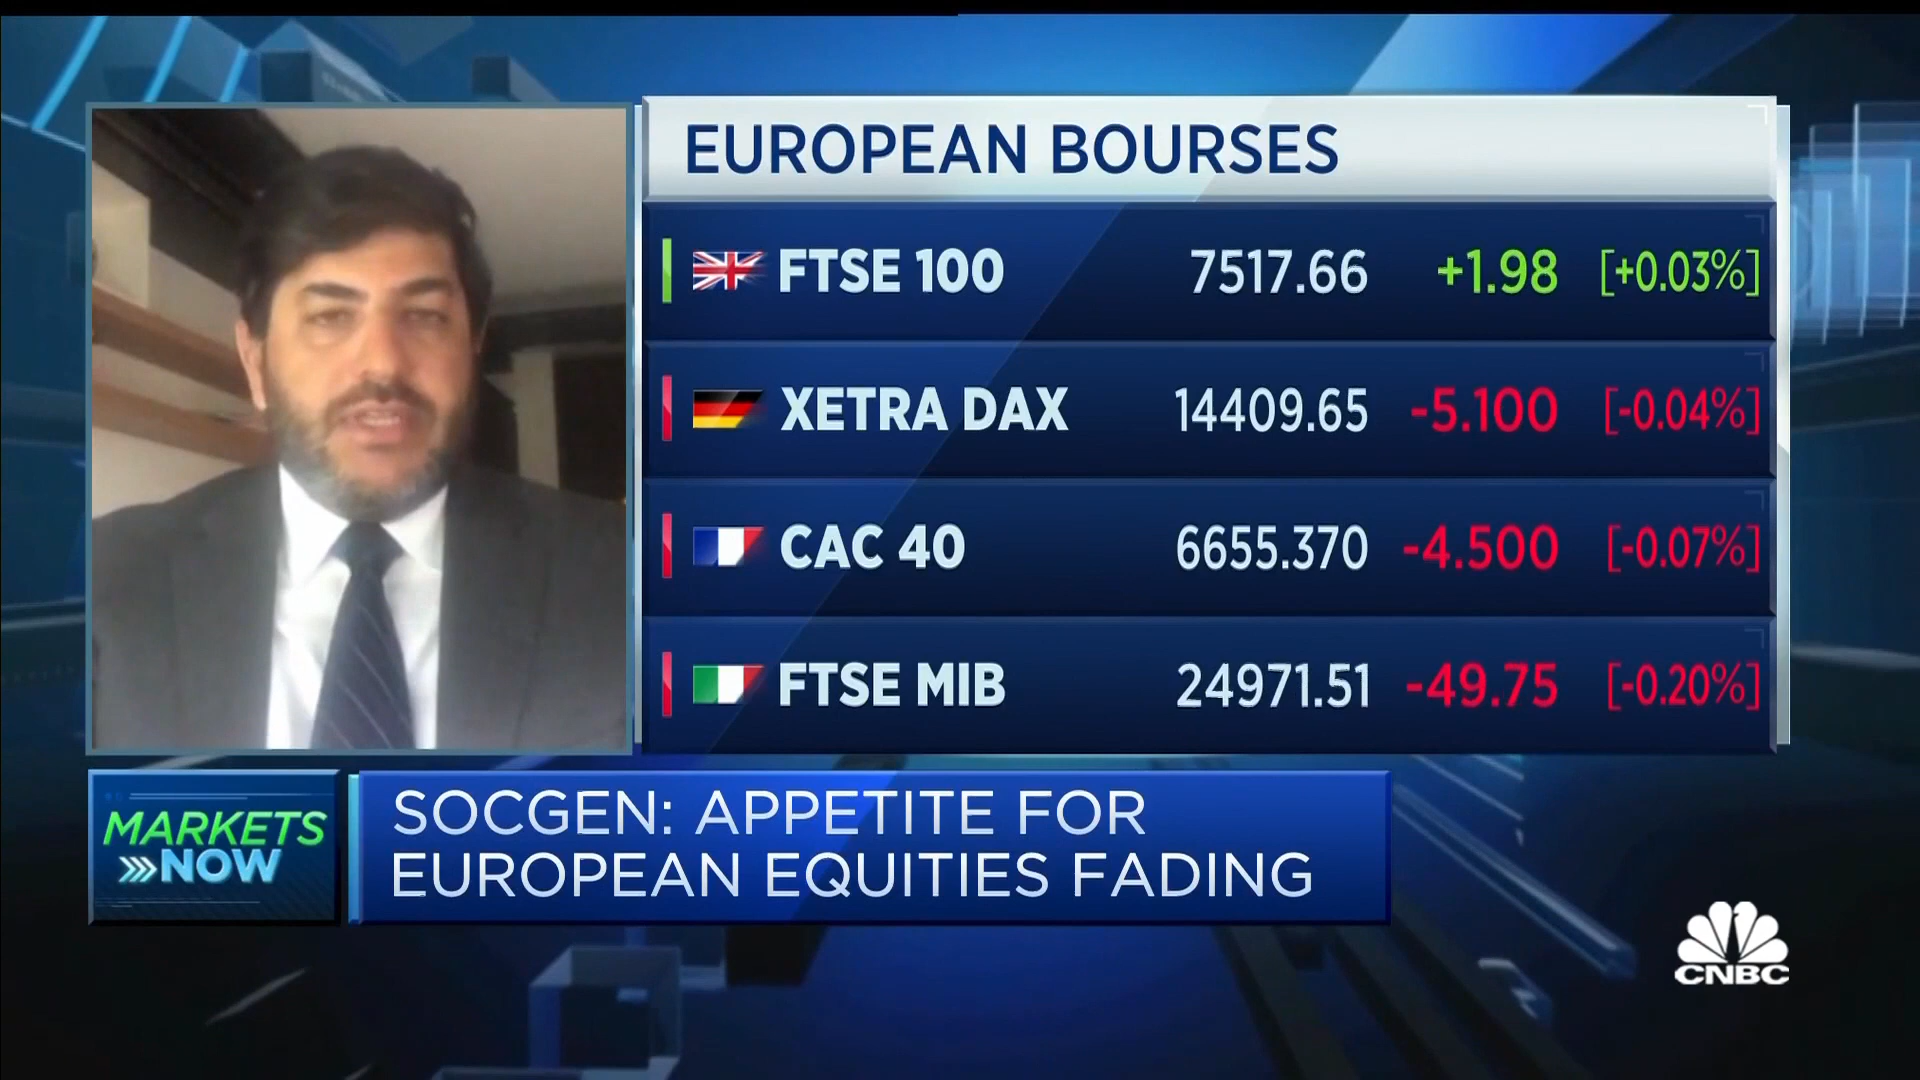 EUROPEAN BOURSES
FTSE 100 7517.66 +1.98 [+0.03%]
XETRA DAX 14409.65 -5.100 [-0.04%]
CAC 40 6655.370 -4.500 [-0.07%]
FTSE MIB 24971.51 -49.75 [-0.20%]
MARKETS
NOW
SOCGEN: APPETITE FOR
EUROPEAN EQUITIES FADING
CNBC